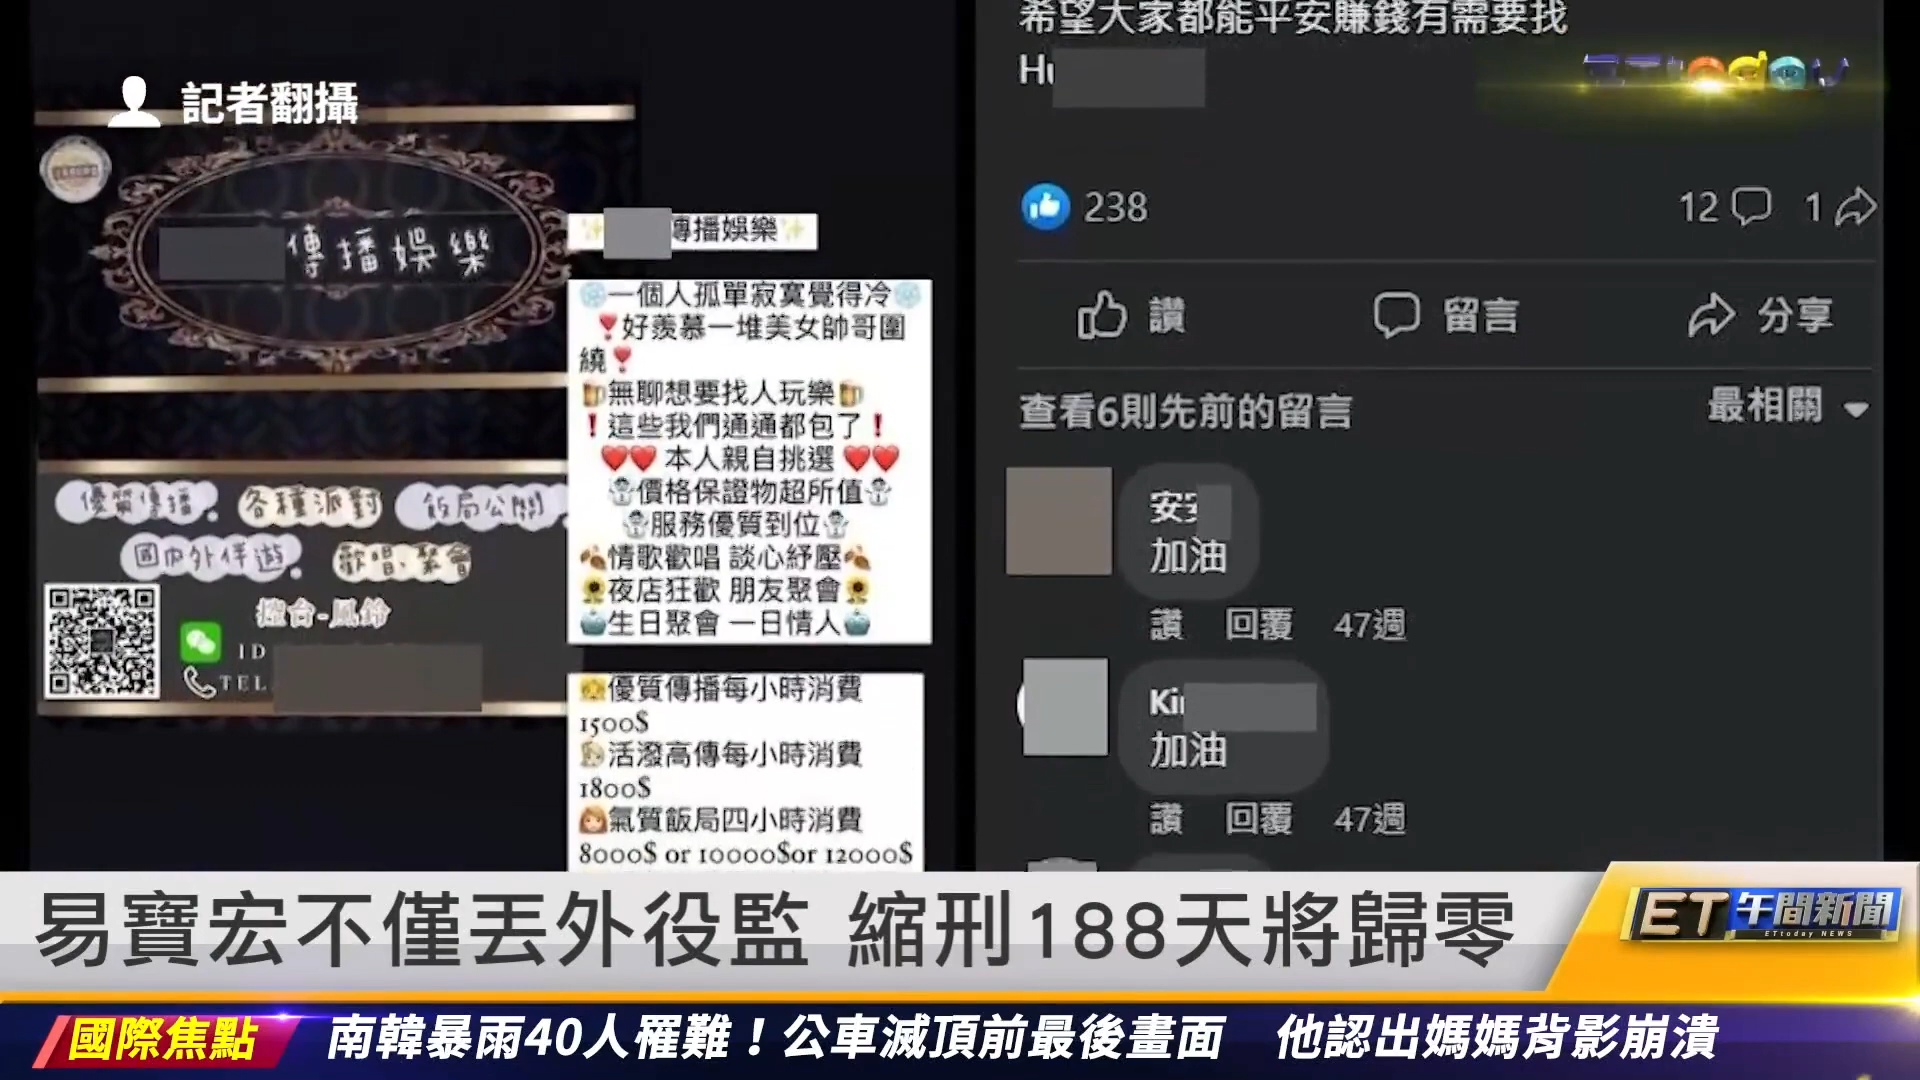 記者翻攝
傳播娛樂
優質傳播.
各種派對
飯局公關.
國內外伴遊.
歡唱.聚會
擂台-風鈴
ID
TEL
✨傳播娛樂✨
一個人孤單寂寞覺得冷
❣好羨慕一堆美女帥哥圍
繞❣
🍻無聊想要找人玩樂🍻
❗這些我們通通都包了❗
❤❤ 本人親自挑選 ❤❤
價格保證物超所值
服務優質到位
情歌歡唱 談心紓壓
🌻夜店狂歡 朋友聚會🌻
生日聚會 一日情人
優質傳播每小時消費
1500$
活潑高傳每小時消費
1800$
氣質飯局四小時消費
8000$ or 10000$or 12000$
希望大家都能平安賺錢有需要找
Hu
ETtoday
238
12
1
讚
留言
分享
查看6則先前的留言
最相關
安安
加油
讚 回覆 47週
Kin
加油
讚 回覆 47週
易寶宏不僅丟外役監 縮刑188天將歸零
ET午間新聞
ETtoday NEWS
國際焦點
南韓暴雨40人罹難！公車滅頂前最後畫面 他認出媽媽背影崩潰